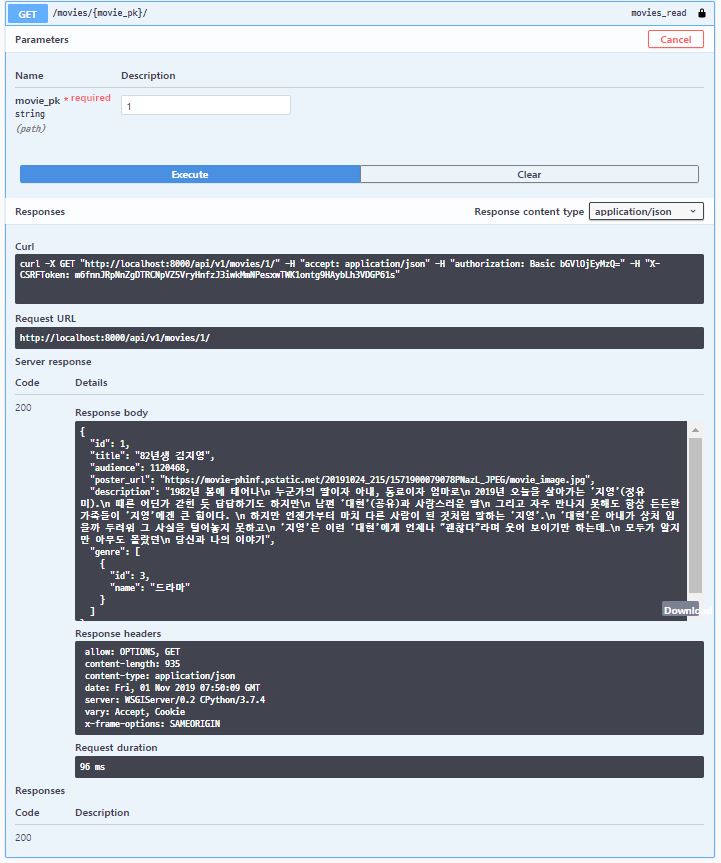 GET /movies/{movie_pk}/ movies_read
Parameters Cancel
Name Description
movie_pk * required 1
string
(path)
Execute Clear
Responses Response content type application/json
Curl
curl -X GET "http://localhost:8000/api/v1/movies/1/" -H "accept: application/json" -H "authorization: Basic bGVlOjEyMzQ=" -H "X-
CSRFToken: m6fnnJRpNnZgDTRCNpVZ5VryHnfzJ3iwkMmNPesxwTWK1ontg9HAybLh3VDGP61s"
Request URL
http://localhost:8000/api/v1/movies/1/
Server response
Code Details
200
Response body
{
"id": 1,
"title": "82년생 김지영",
"audience": 1120468,
"poster_url": "https://movie-phinf.pstatic.net/20191024_215/1571900079078PNazL_JPEG/movie_image.jpg",
"description": "1982년 봄에 태어나\n 누군가의 딸이자 아내, 동료이자 엄마로\n 2019년 오늘을 살아가는 '지영'(정유
미).\n 때론 어딘가 갇힌 듯 답답하기도 하지만\n 남편 '대현'(공유)과 사랑스러운 딸\n 그리고 자주 만나지 못해도 항상 든든한
가족들이 '지영'에겐 큰 힘이다. \n 하지만 언젠가부터 마치 다른 사람이 된 것처럼 말하는 '지영'.\n '대현'은 아내가 상처 입
을까 두려워 그 사실을 털어놓지 못하고\n '지영'은 이런 '대현'에게 언제나 "괜찮다"라며 웃어 보이기만 하는데…\n 모두가 알지
만 아무도 몰랐던\n 당신과 나의 이야기",
"genre": [
{
"id": 3,
"name": "드라마"
}
]
Download
Response headers
allow: OPTIONS, GET
content-length: 935
content-type: application/json
date: Fri, 01 Nov 2019 07:50:09 GMT
server: WSGIServer/0.2 CPython/3.7.4
vary: Accept, Cookie
x-frame-options: SAMEORIGIN
Request duration
96 ms
Responses
Code Description
200